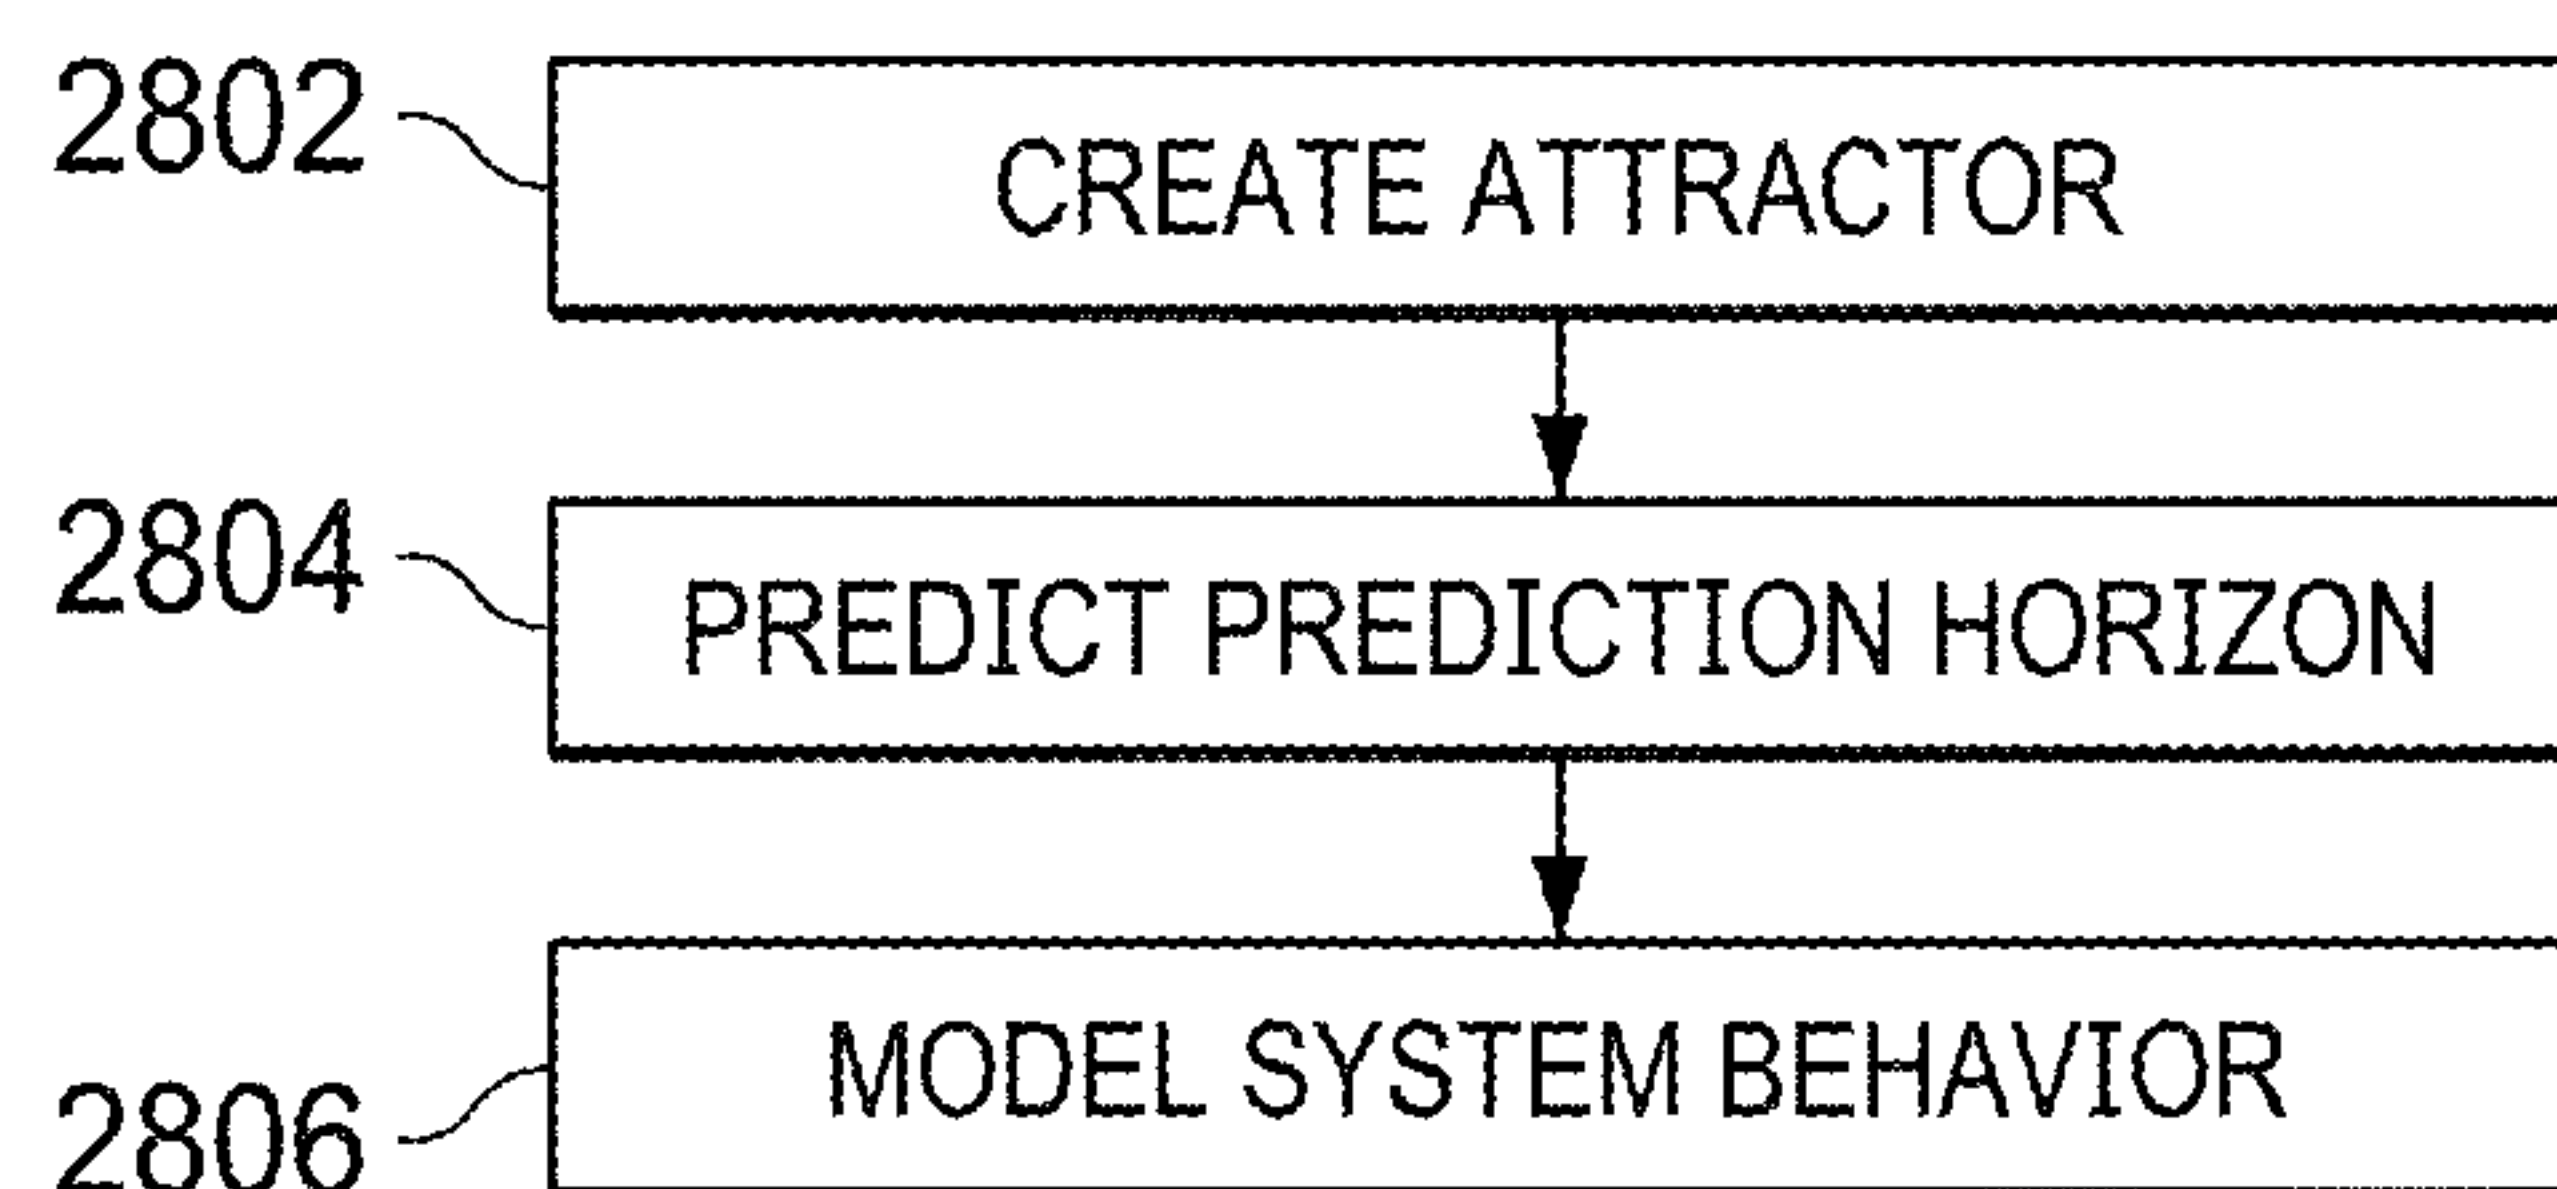 2802
CREATE ATTRACTOR
2804
PREDICT PREDICTION HORIZON
2806
MODEL SYSTEM BEHAVIOR